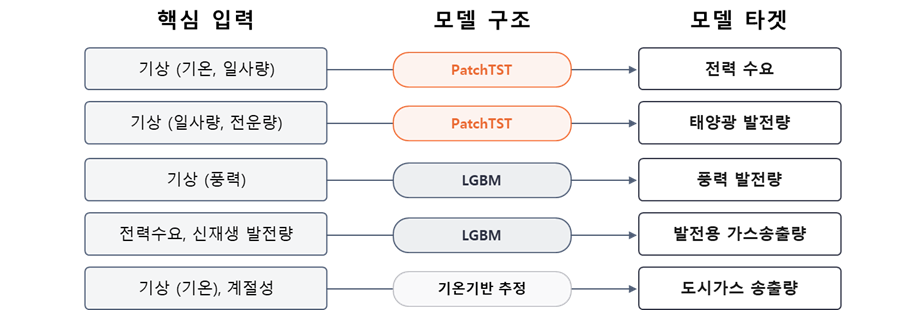 핵심 입력 모델 구조 모델 타겟
기상 (기온, 일사량) PatchTST 전력 수요
기상 (일사량, 전운량) PatchTST 태양광 발전량
기상 (풍력) LGBM 풍력 발전량
전력수요, 신재생 발전량 LGBM 발전용 가스송출량
기상 (기온), 계절성 기온기반 추정 도시가스 송출량